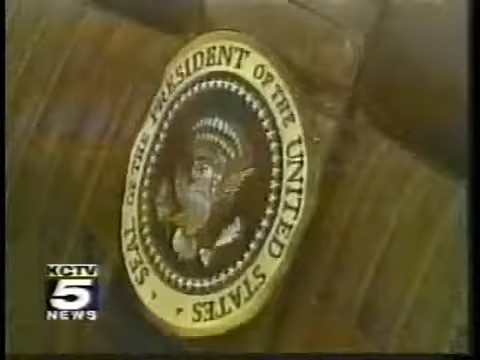 SEAL OF THE PRESIDENT OF THE UNITED STATES
KCTV
5
NEWS